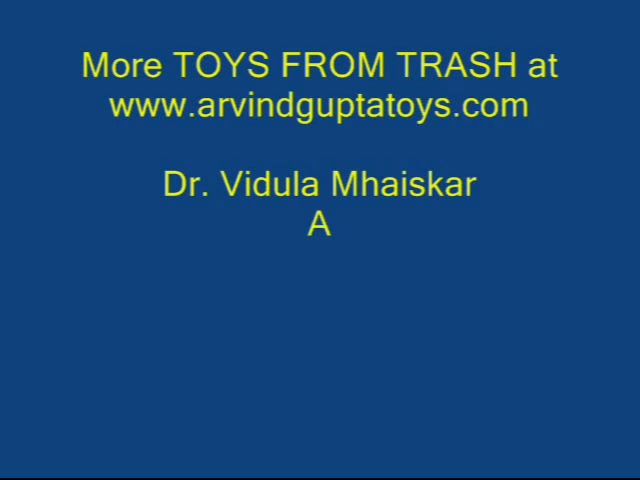 More TOYS FROM TRASH at
www.arvindguptatoys.com
Dr. Vidula Mhaiskar
A